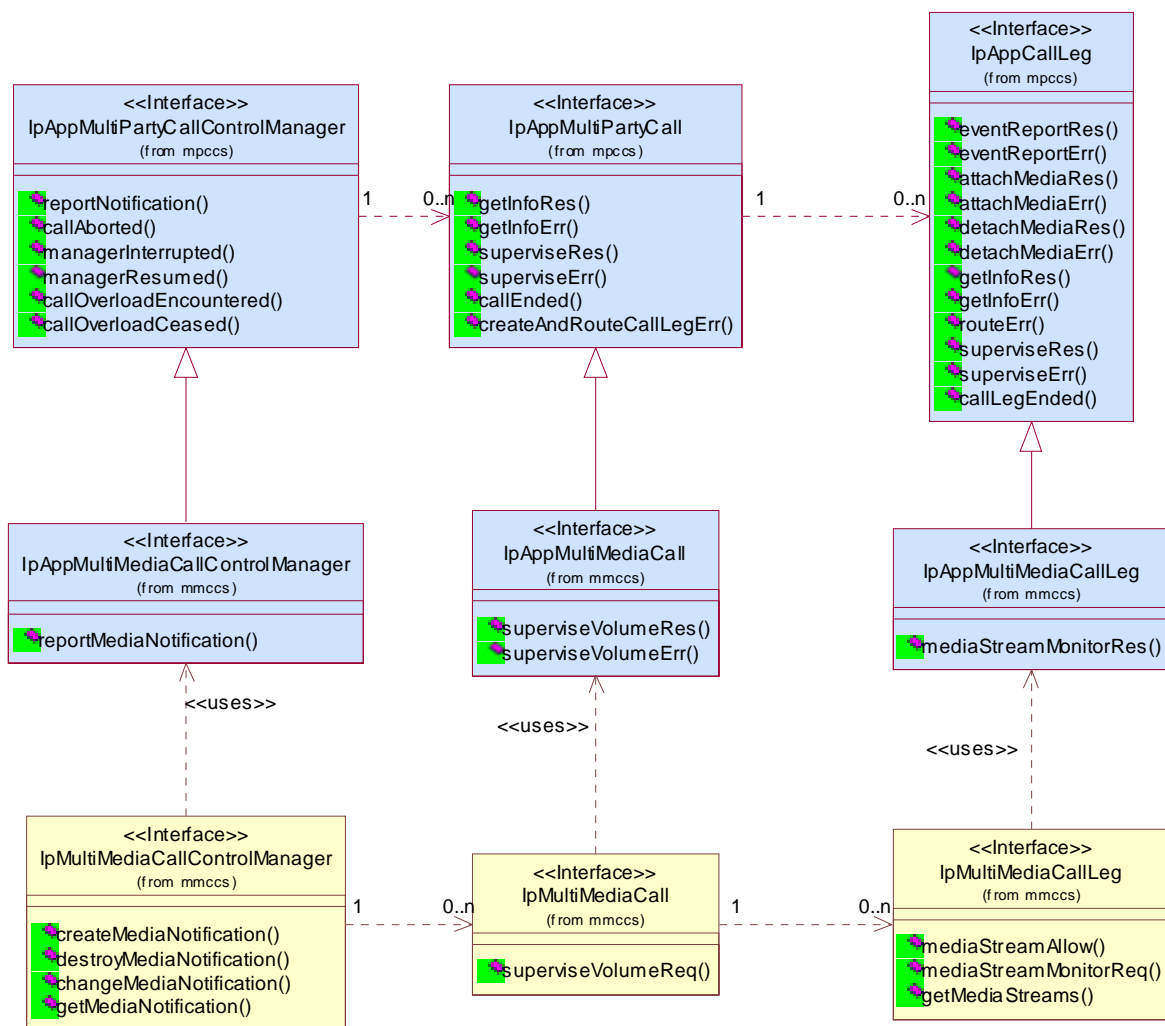 <<Interface>>
IpAppCallLeg
(from mpccs)
eventReportRes()
eventReportErr()
attachMediaRes()
attachMediaErr()
detachMediaRes()
detachMediaErr()
getInfoRes()
getInfoErr()
routeErr()
superviseRes()
superviseErr()
callLegEnded()
<<Interface>>
IpAppMultiPartyCallControlManager
(from mpccs)
reportNotification()
callAborted()
managerInterrupted()
managerResumed()
callOverloadEncountered()
callOverloadCeased()
1
0..n
<<Interface>>
IpAppMultiPartyCall
(from mpccs)
getInfoRes()
getInfoErr()
superviseRes()
superviseErr()
callEnded()
createAndRouteCallLegErr()
1
0..n
<<Interface>>
IpAppMultiMediaCallControlManager
(from mmccs)
reportMediaNotification()
<<Interface>>
IpAppMultiMediaCall
(from mmccs)
superviseVolumeRes()
superviseVolumeErr()
<<Interface>>
IpAppMultiMediaCallLeg
(from mmccs)
mediaStreamMonitorRes()
<<uses>>
<<uses>>
<<uses>>
<<Interface>>
IpMultiMediaCallControlManager
(from mmccs)
createMediaNotification()
destroyMediaNotification()
changeMediaNotification()
getMediaNotification()
1
0..n
<<Interface>>
IpMultiMediaCall
(from mmccs)
superviseVolumeReq()
1
0..n
<<Interface>>
IpMultiMediaCallLeg
(from mmccs)
mediaStreamAllow()
mediaStreamMonitorReq()
getMediaStreams()